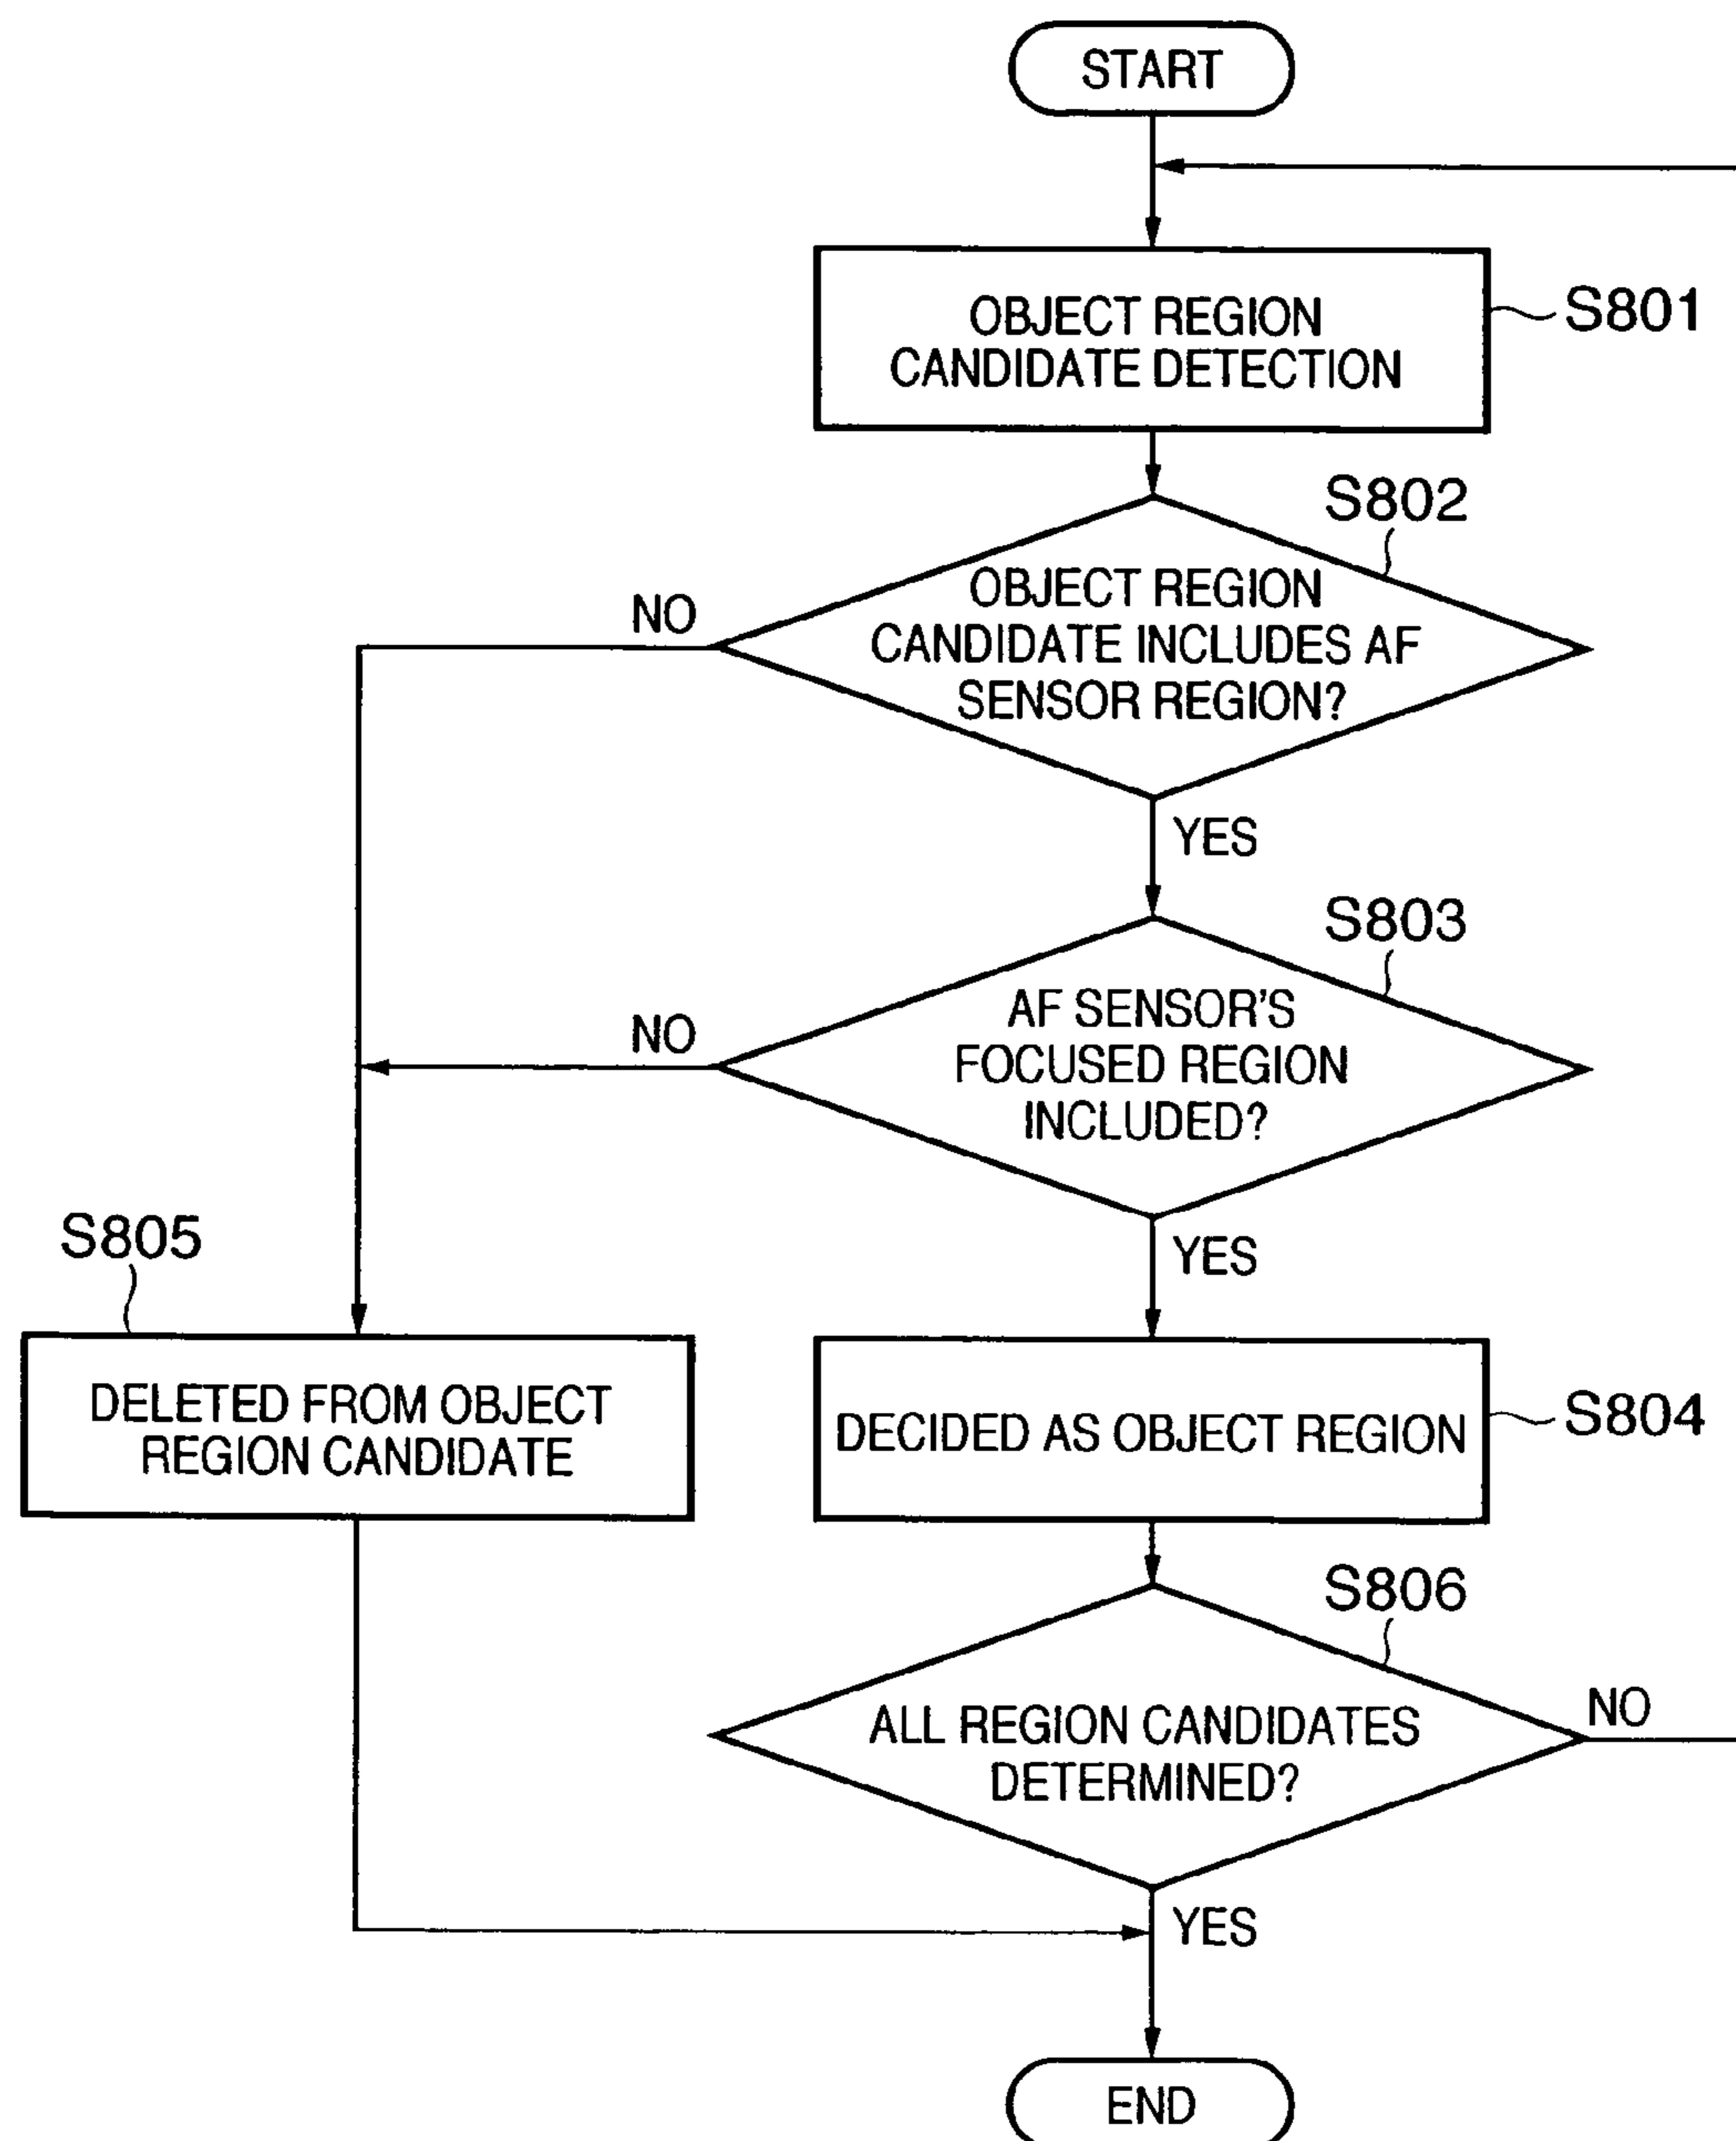 START
OBJECT REGION
CANDIDATE DETECTION
S801
S802
OBJECT REGION
CANDIDATE INCLUDES AF
SENSOR REGION?
NO
YES
S803
AF SENSOR'S
FOCUSED REGION
INCLUDED?
NO
YES
S805
DELETED FROM OBJECT
REGION CANDIDATE
DECIDED AS OBJECT REGION
S804
S806
ALL REGION CANDIDATES
DETERMINED?
NO
YES
END